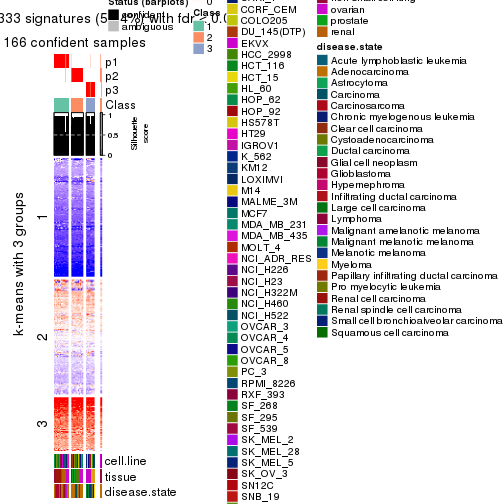 Status (barplots)
confident
ambiguous
Class
0
1
2
3
166 confident samples
p1
p2
p3
Class
1
0.5
0
Silhouette
score
k-means with 3 groups
1
2
3
cell.line
tissue
disease.state
CCRF_CEM
COLO205
DU_145(DTP)
EKVX
HCC_2998
HCT_116
HCT_15
HL_60
HOP_62
HOP_92
HS578T
HT29
IGROV1
K_562
KM12
LOXIMVI
M14
MALME_3M
MCF7
MDA_MB_231
MDA_MB_435
MOLT_4
NCI_ADR_RES
NCI_H226
NCI_H23
NCI_H322M
NCI_H460
NCI_H522
OVCAR_3
OVCAR_4
OVCAR_5
OVCAR_8
PC_3
RPMI_8226
RXF_393
SF_268
SF_295
SF_539
SK_MEL_2
SK_MEL_28
SK_MEL_5
SK_OV_3
SN12C
SNB_19
ovarian
prostate
renal
disease.state
Acute lymphoblastic leukemia
Adenocarcinoma
Astrocytoma
Carcinoma
Carcinosarcoma
Chronic myelogenous leukemia
Clear cell carcinoma
Cystoadenocarcinoma
Ductal carcinoma
Glial cell neoplasm
Glioblastoma
Hypernephroma
Infiltrating ductal carcinoma
Large cell carcinoma
Lymphoma
Malignant amelanotic melanoma
Malignant melanotic melanoma
Melanotic melanoma
Myeloma
Papillary infiltrating ductal carcinoma
Pro myelocytic leukemia
Renal cell carcinoma
Renal spindle cell carcinoma
Small cell bronchioalveolar carcinoma
Squamous cell carcinoma